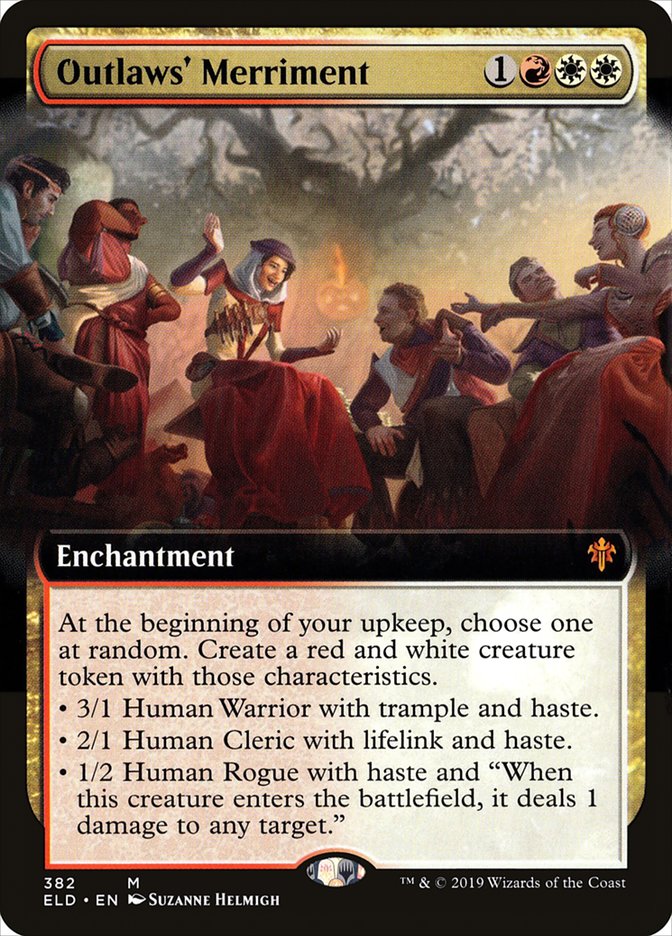 Outlaws' Merriment 1
Enchantment
At the beginning of your upkeep, choose one
at random. Create a red and white creature
token with those characteristics.
• 3/1 Human Warrior with trample and haste.
• 2/1 Human Cleric with lifelink and haste.
• 1/2 Human Rogue with haste and “When
this creature enters the battlefield, it deals 1
damage to any target.”
382 M
ELD • EN Suzanne Helmigh
™ & © 2019 Wizards of the Coast